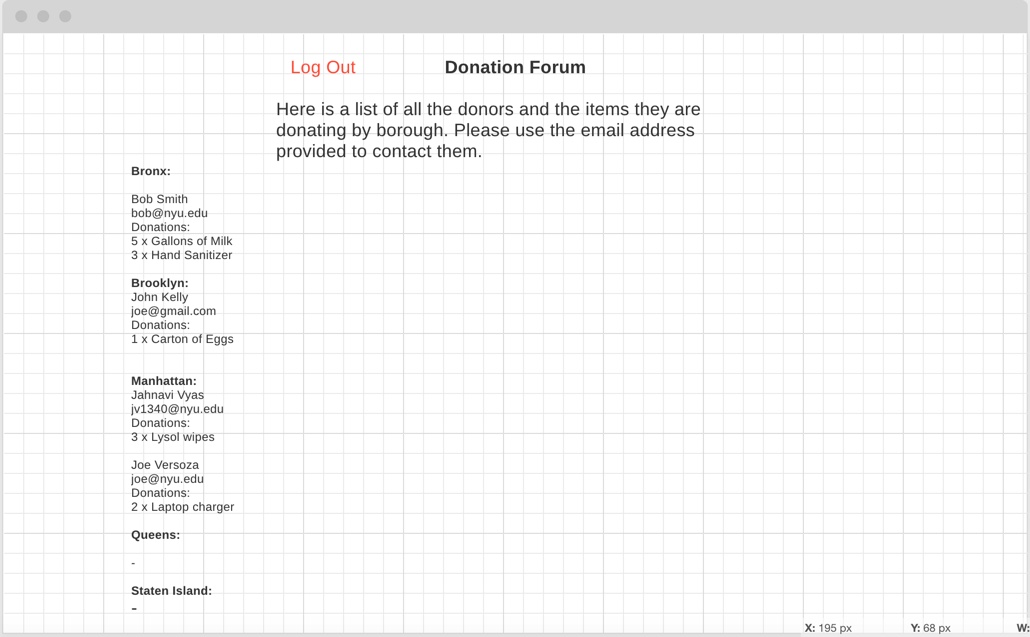 Log Out
Donation Forum
Here is a list of all the donors and the items they are
donating by borough. Please use the email address
provided to contact them.
Bronx:
Bob Smith
bob@nyu.edu
Donations:
5 x Gallons of Milk
3 x Hand Sanitizer
Brooklyn:
John Kelly
joe@gmail.com
Donations:
1 x Carton of Eggs
Manhattan:
Jahnavi Vyas
jv1340@nyu.edu
Donations:
3 x Lysol wipes
Joe Versoza
joe@nyu.edu
Donations:
2 x Laptop charger
Queens:
-
Staten Island:
-
X: 195 px Y: 68 px W: